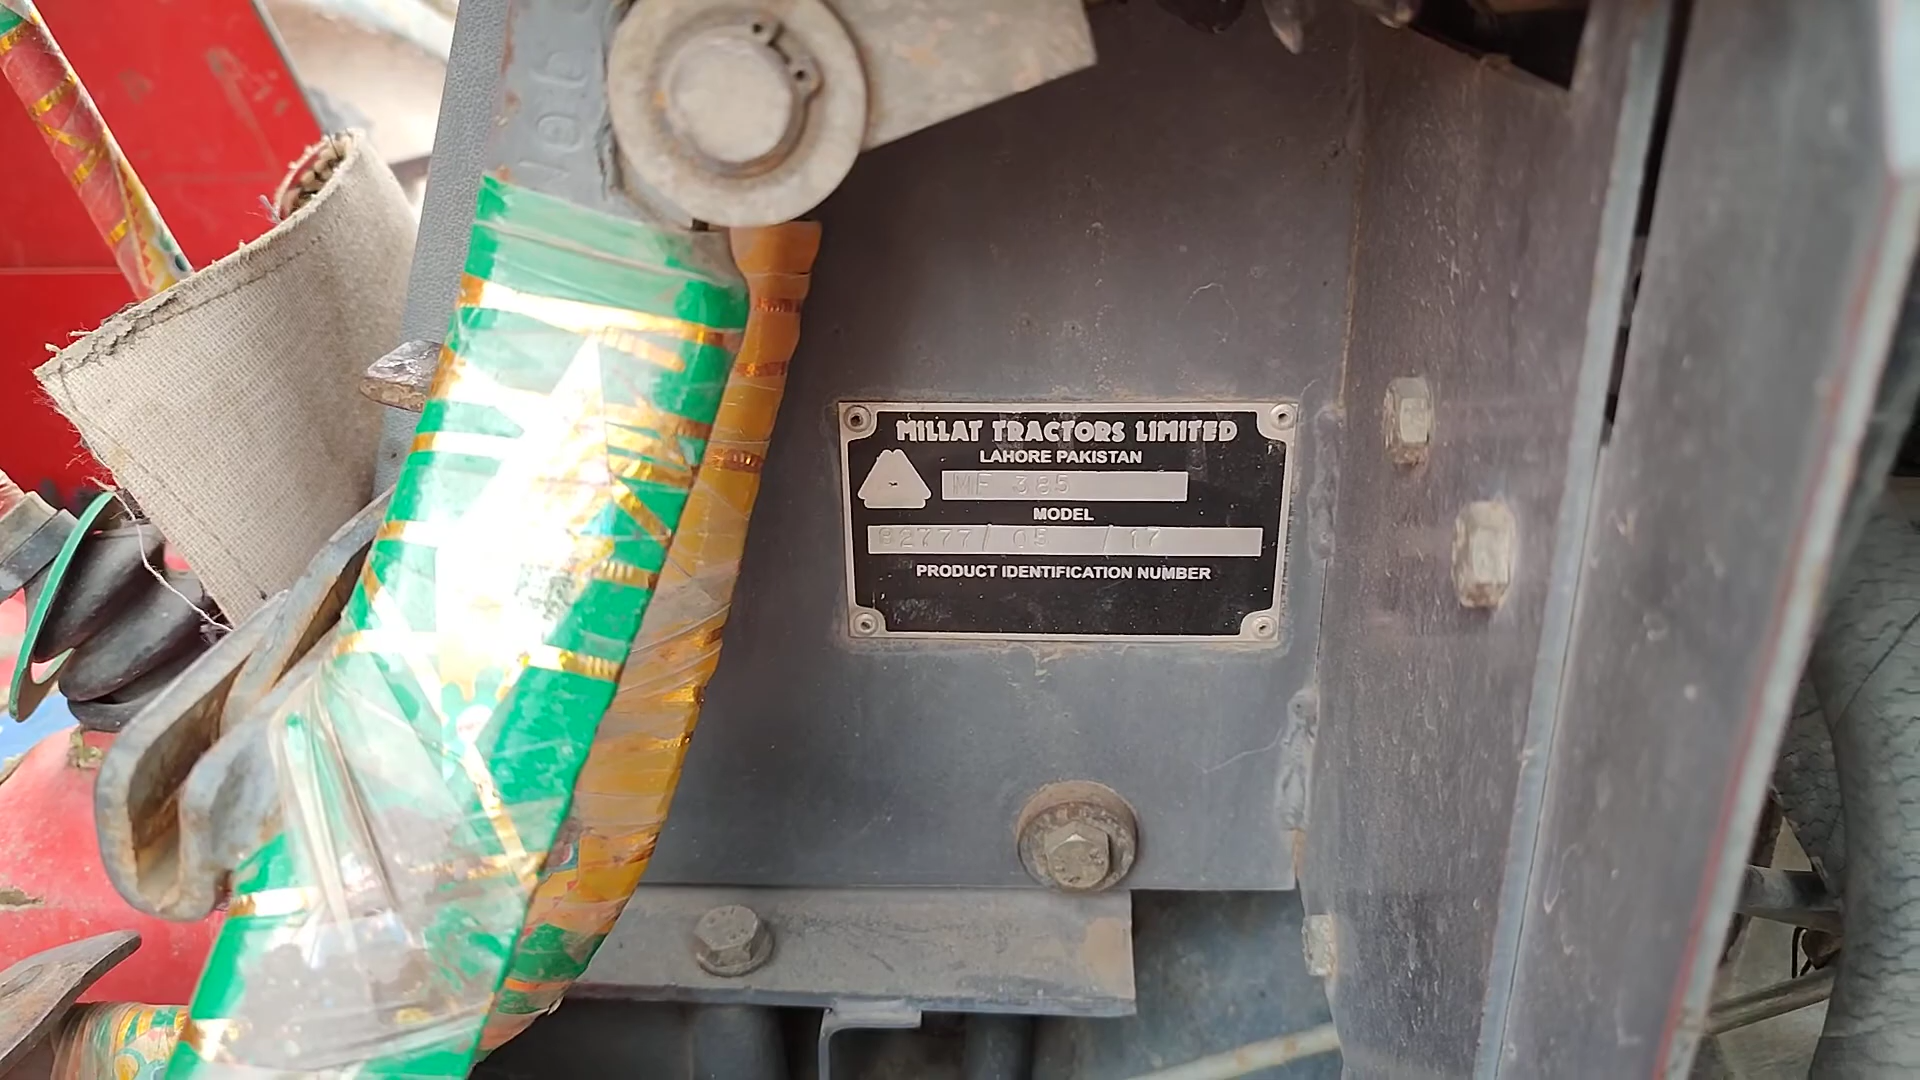 MILLAT TRACTORS LIMITED
LAHORE PAKISTAN
MF 385
MODEL
82777/ 05 / 17
PRODUCT IDENTIFICATION NUMBER